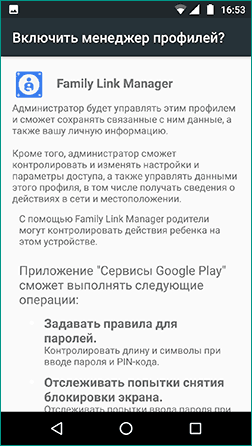 16:53
Включить менеджер профилей?
Family Link Manager
Администратор будет управлять этим профилем
и сможет сохранять связанные с ним данные, а
также вашу личную информацию.
Кроме того, администратор сможет
контролировать и изменять настройки и
параметры доступа, а также управлять данными
этого профиля, в том числе получать сведения о
действиях в сети и местоположении.
С помощью Family Link Manager родители
могут контролировать действия ребенка на
этом устройстве.
Приложение "Сервисы Google Play"
сможет выполнять следующие
операции:
Задавать правила для
паролей.
Контролировать длину и символы при
вводе пароля и PIN-кода.
Отслеживать попытки снятия
блокировки экрана.
Отслеживать попытки ввода пароля при